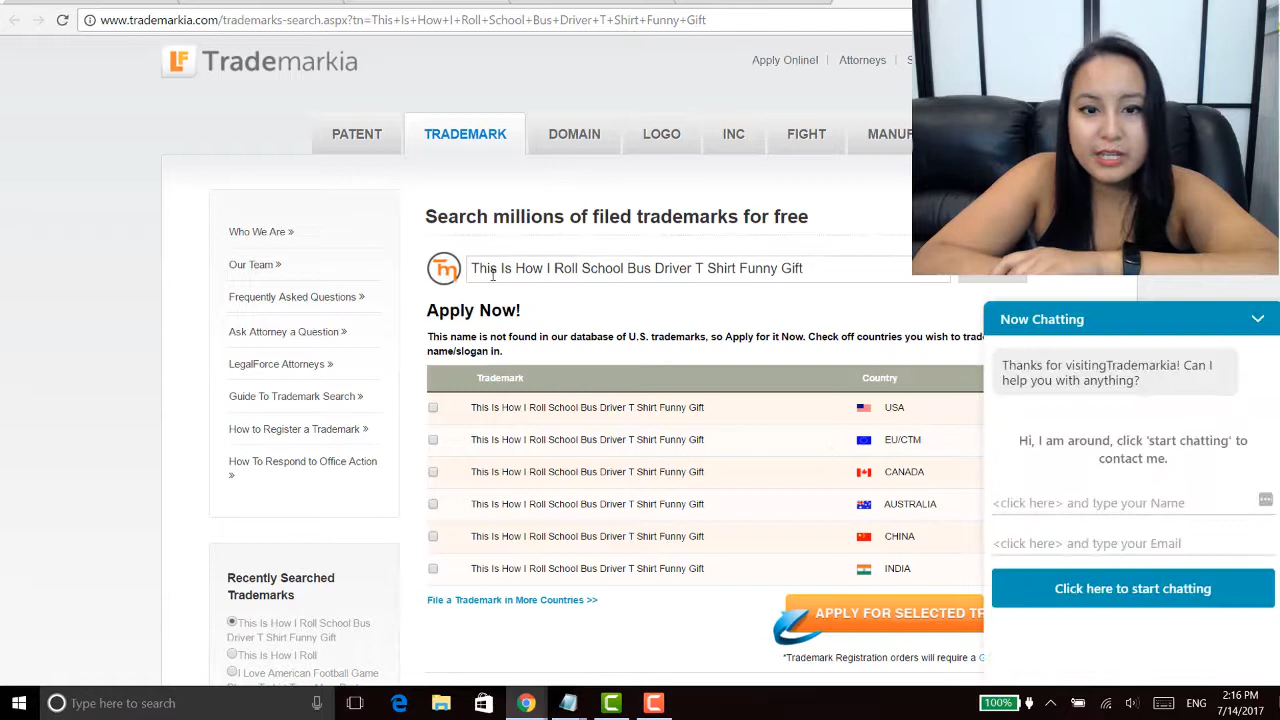 www.trademarkia.com/trademarks-search.aspx?tn=This+Is+How+I+Roll+School+Bus+Driver+T+Shirt+Funny+Gift
LF Trademarkia
Apply Online! | Attorneys |
PATENT
TRADEMARK
DOMAIN
LOGO
INC
FIGHT
Who We Are »
Our Team »
Frequently Asked Questions »
Ask Attorney a Question »
LegalForce Attorneys »
Guide To Trademark Search »
How to Register a Trademark »
How To Respond to Office Action
»
Recently Searched
Trademarks
This Is How I Roll School Bus
Driver T Shirt Funny Gift
This Is How I Roll
I Love American Football Game
Search millions of filed trademarks for free
Tm
This Is How I Roll School Bus Driver T Shirt Funny Gift
Apply Now!
This name is not found in our database of U.S. trademarks, so Apply for it Now. Check off countries you wish to
name/slogan in.
Trademark Country
This Is How I Roll School Bus Driver T Shirt Funny Gift USA
This Is How I Roll School Bus Driver T Shirt Funny Gift EU/CTM
This Is How I Roll School Bus Driver T Shirt Funny Gift CANADA
This Is How I Roll School Bus Driver T Shirt Funny Gift AUSTRALIA
This Is How I Roll School Bus Driver T Shirt Funny Gift CHINA
This Is How I Roll School Bus Driver T Shirt Funny Gift INDIA
File a Trademark in More Countries >>
APPLY FOR SELECTED
*Trademark Registration orders will require a
Now Chatting
Thanks for visitingTrademarkia! Can I
help you with anything?
Hi, I am around, click 'start chatting' to
contact me.
<click here> and type your Name
<click here> and type your Email
Click here to start chatting
Type here to search
100%
ENG
2:16 PM
7/14/2017